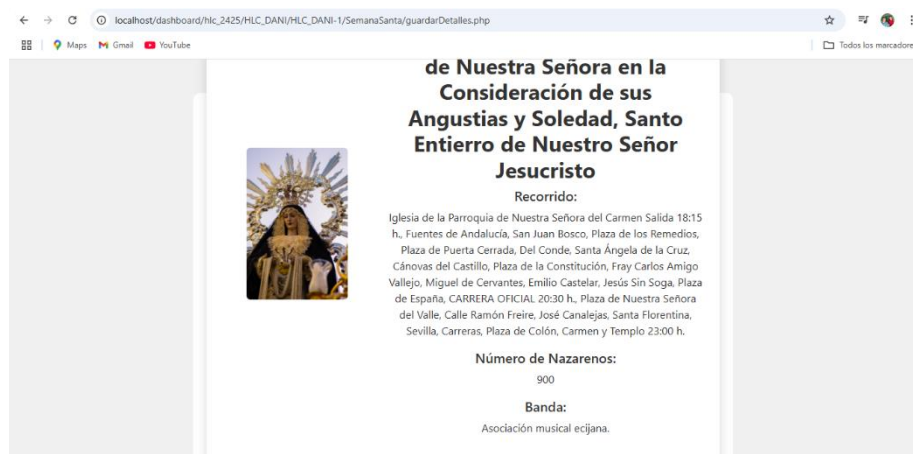 localhost/dashboard/hlc_2425/HLC_DANI/HLC_DANI-1/SemanaSanta/guardarDetalles.php
Maps Gmail YouTube Todos los marcadores
de Nuestra Señora en la
Consideración de sus
Angustias y Soledad, Santo
Entierro de Nuestro Señor
Jesucristo
Recorrido:
Iglesia de la Parroquia de Nuestra Señora del Carmen Salida 18:15
h., Fuentes de Andalucía, San Juan Bosco, Plaza de los Remedios,
Plaza de Puerta Cerrada, Del Conde, Santa Ángela de la Cruz,
Cánovas del Castillo, Plaza de la Constitución, Fray Carlos Amigo
Vallejo, Miguel de Cervantes, Emilio Castelar, Jesús Sin Soga, Plaza
de España, CARRERA OFICIAL 20:30 h., Plaza de Nuestra Señora
del Valle, Calle Ramón Freire, José Canalejas, Santa Florentina,
Sevilla, Carreras, Plaza de Colón, Carmen y Templo 23:00 h.
Número de Nazarenos:
900
Banda:
Asociación musical ecijana.